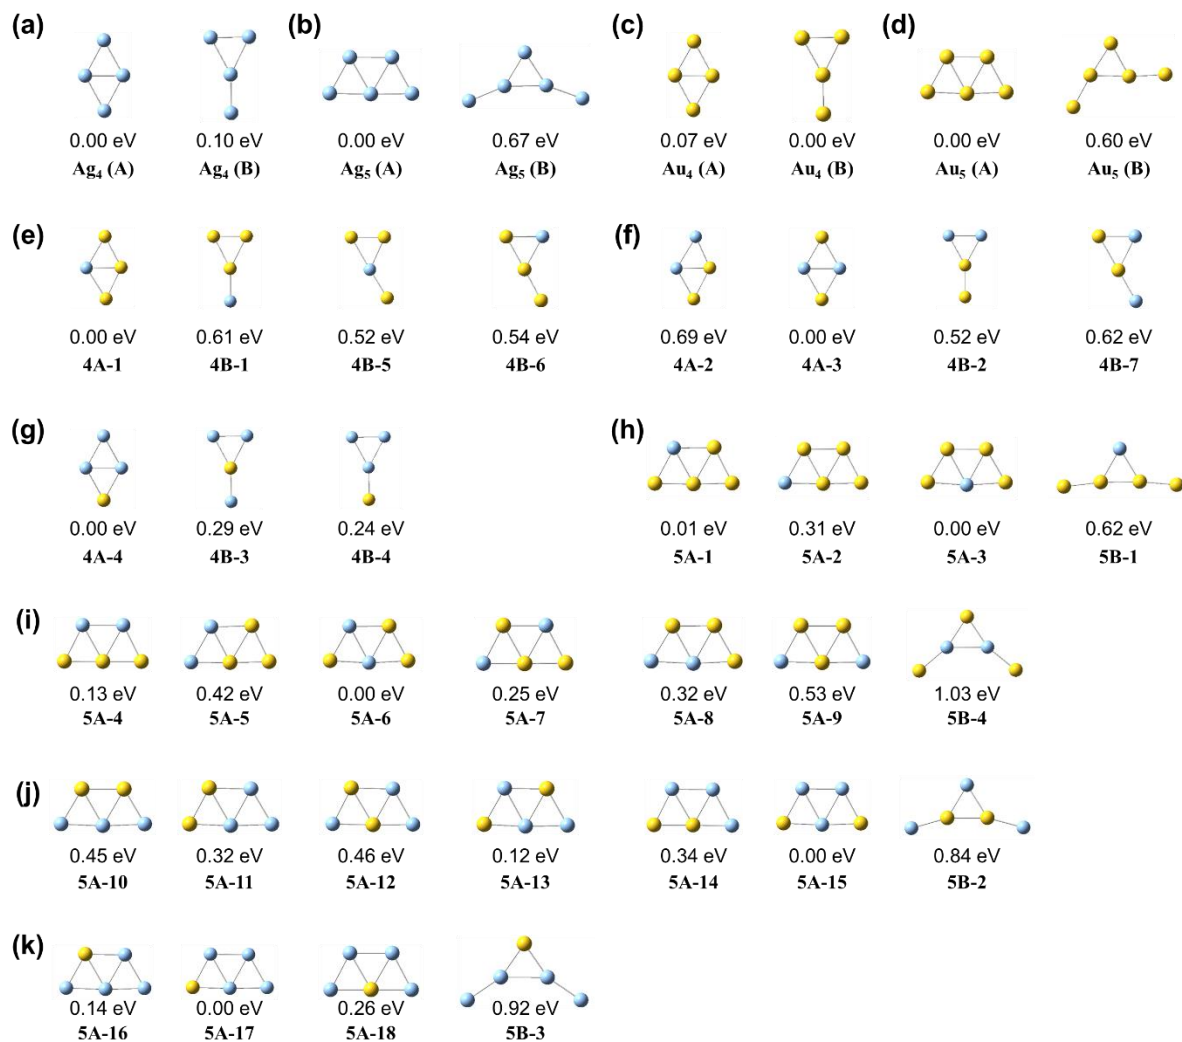 (a) (b) (c) (d)
0.00 eV 0.10 eV 0.00 eV 0.67 eV 0.07 eV 0.00 eV 0.00 eV 0.60 eV
Ag₄ (A) Ag₄ (B) Ag₅ (A) Ag₅ (B) Au₄ (A) Au₄ (B) Au₅ (A) Au₅ (B)
(e) (f)
0.00 eV 0.61 eV 0.52 eV 0.54 eV 0.69 eV 0.00 eV 0.52 eV 0.62 eV
4A-1 4B-1 4B-5 4B-6 4A-2 4A-3 4B-2 4B-7
(g) (h)
0.00 eV 0.29 eV 0.24 eV 0.01 eV 0.31 eV 0.00 eV 0.62 eV
4A-4 4B-3 4B-4 5A-1 5A-2 5A-3 5B-1
(i)
0.13 eV 0.42 eV 0.00 eV 0.25 eV 0.32 eV 0.53 eV 1.03 eV
5A-4 5A-5 5A-6 5A-7 5A-8 5A-9 5B-4
(j)
0.45 eV 0.32 eV 0.46 eV 0.12 eV 0.34 eV 0.00 eV 0.84 eV
5A-10 5A-11 5A-12 5A-13 5A-14 5A-15 5B-2
(k)
0.14 eV 0.00 eV 0.26 eV 0.92 eV
5A-16 5A-17 5A-18 5B-3